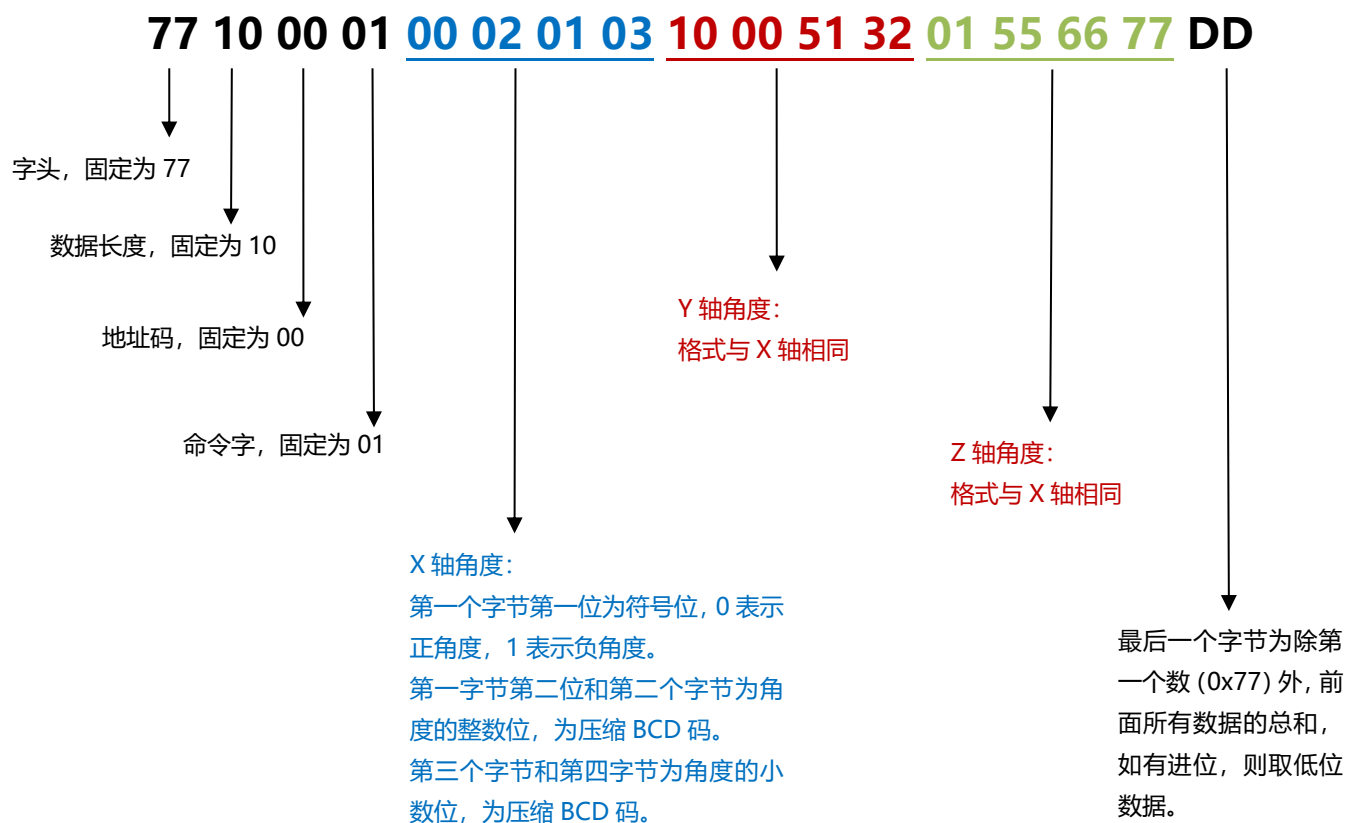 77 10 00 01 00 02 01 03 10 00 51 32 01 55 66 77 DD
字头，固定为 77
数据长度，固定为 10
地址码，固定为 00
命令字，固定为 01
X 轴角度：
第一个字节第一位为符号位，0 表示
正角度，1 表示负角度。
第一字节第二位和第二个字节为角
度的整数位，为压缩 BCD 码。
第三个字节和第四字节为角度的小
数位，为压缩 BCD 码。
Y 轴角度：
格式与 X 轴相同
Z 轴角度：
格式与 X 轴相同
最后一个字节为除第
一个数（0x77）外，前
面所有数据的总和，
如有进位，则取低位
数据。